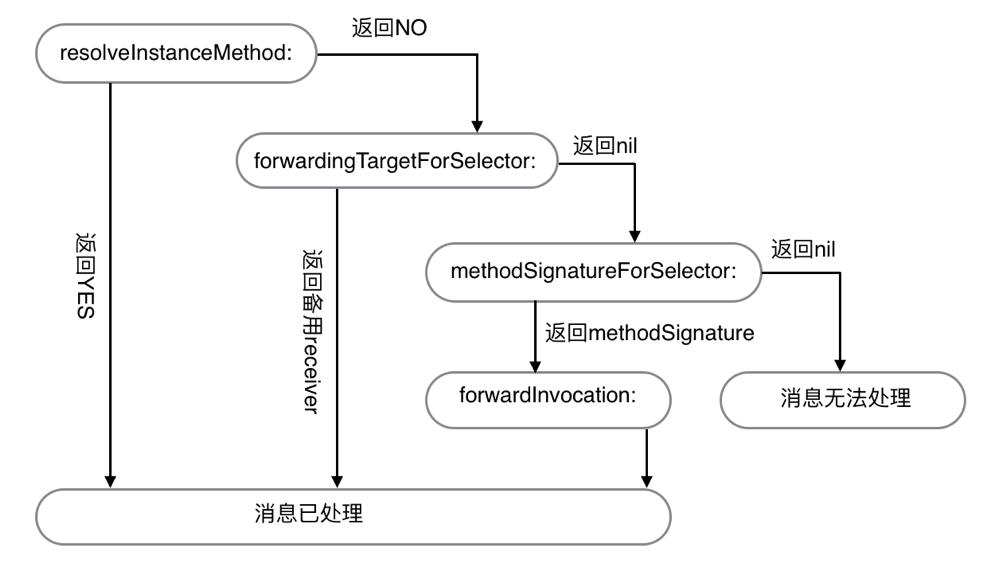 返回NO
resolveInstanceMethod:
返回nil
forwardingTargetForSelector:
返回nil
返回YES
返回备用receiver
methodSignatureForSelector:
返回methodSignature
forwardInvocation:
消息无法处理
消息已处理